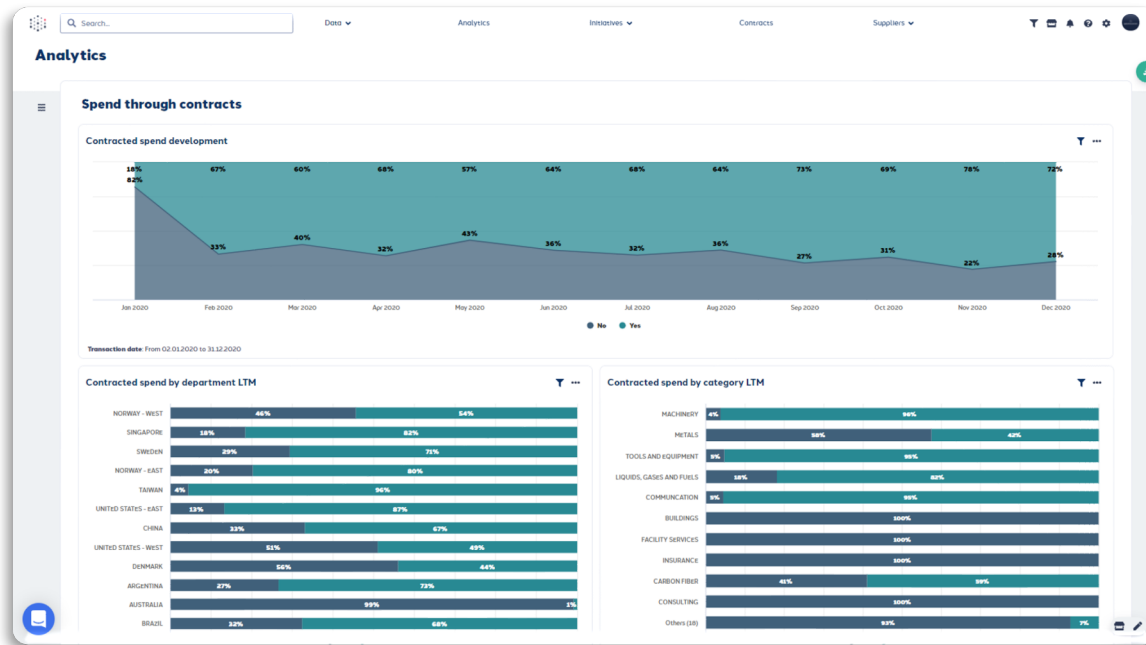 Search...
Data
Analytics
Initiatives
Contracts
Suppliers
Analytics
Spend through contracts
Contracted spend development
18% 67% 60% 68% 57% 64% 68% 64% 73% 69% 78% 72%
82% 33% 40% 32% 43% 36% 32% 36% 27% 31% 22% 28%
Jan 2020 Feb 2020 Mar 2020 Apr 2020 May 2020 Jun 2020 Jul 2020 Aug 2020 Sep 2020 Oct 2020 Nov 2020 Dec 2020
No Yes
Transaction date: From 02.01.2020 to 31.12.2020
Contracted spend by department LTM
NORWAY - WEST 46% 54%
SINGAPORE 18% 82%
SWEDEN 29% 71%
NORWAY - EAST 20% 80%
TAIWAN 4% 96%
UNITED STATES - EAST 13% 87%
CHINA 33% 67%
UNITED STATES - WEST 51% 49%
DENMARK 56% 44%
ARGENTINA 27% 73%
AUSTRALIA 99% 1%
BRAZIL 32% 68%
Contracted spend by category LTM
MACHINERY 4% 96%
METALS 58% 42%
TOOLS AND EQUIPMENT 5% 95%
LIQUIDS, GASES AND FUELS 18% 82%
COMMUNCATION 5% 95%
BUILDINGS 100%
FACILITY SERVICES 100%
INSURANCE 100%
CARBON FIBER 41% 59%
CONSULTING 100%
Others (18) 93% 7%